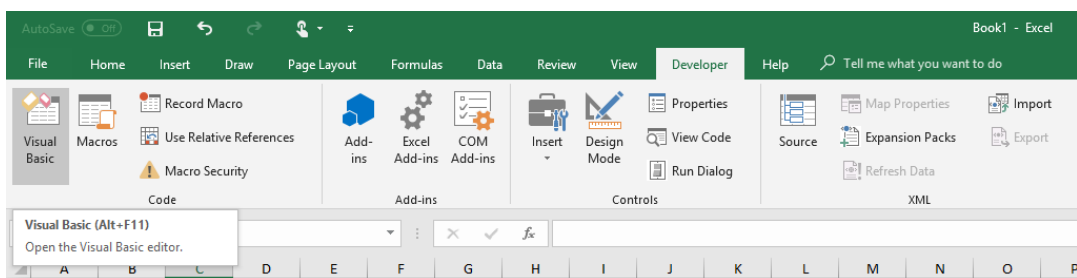 AutoSave Off Book1 - Excel
File Home Insert Draw Page Layout Formulas Data Review View Developer Help Tell me what you want to do
Visual Basic
Macros
Record Macro
Use Relative References
Macro Security
Code
Add-ins
Excel Add-ins
COM Add-ins
Add-ins
Insert
Design Mode
Properties
View Code
Run Dialog
Controls
Source
Map Properties
Expansion Packs
Refresh Data
Import
Export
XML
Visual Basic (Alt+F11)
Open the Visual Basic editor.
fx
A B C D E F G H I J K L M N O P